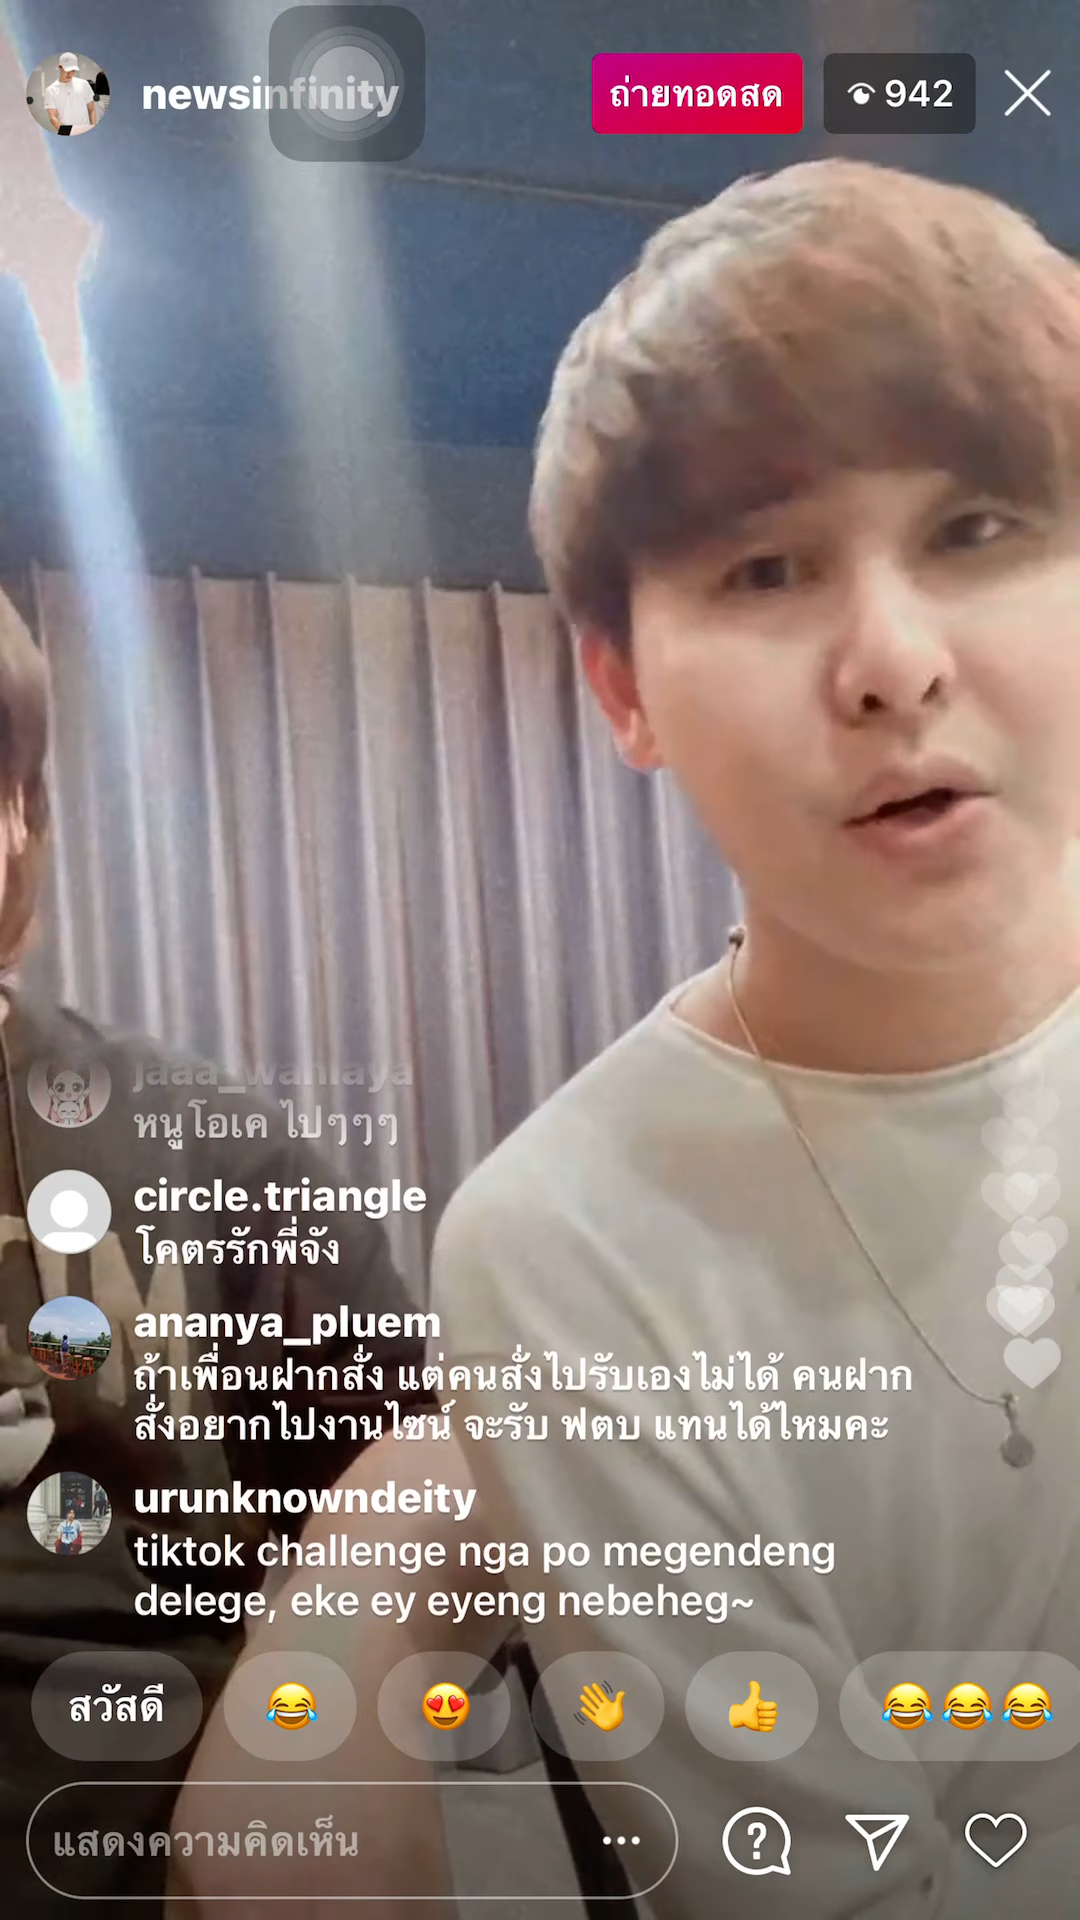 newsinfinity
ถ่ายทอดสด
942
jaaa_wanlaya
หนูโอเค ไปๆๆๆ
circle.triangle
โคตรรักพี่จัง
ananya_pluem
ถ้าเพื่อนฝากสั่ง แต่คนสั่งไปรับเองไม่ได้ คนฝาก
สั่งอยากไปงานไซน์ จะรับ ฟตบ แทนได้ไหมคะ
urunknowndeity
tiktok challenge nga po megendeng
delege, eke ey eyeng nebeheg~
สวัสดี 😂 😍 👋 👍 😂😂😂
แสดงความคิดเห็น